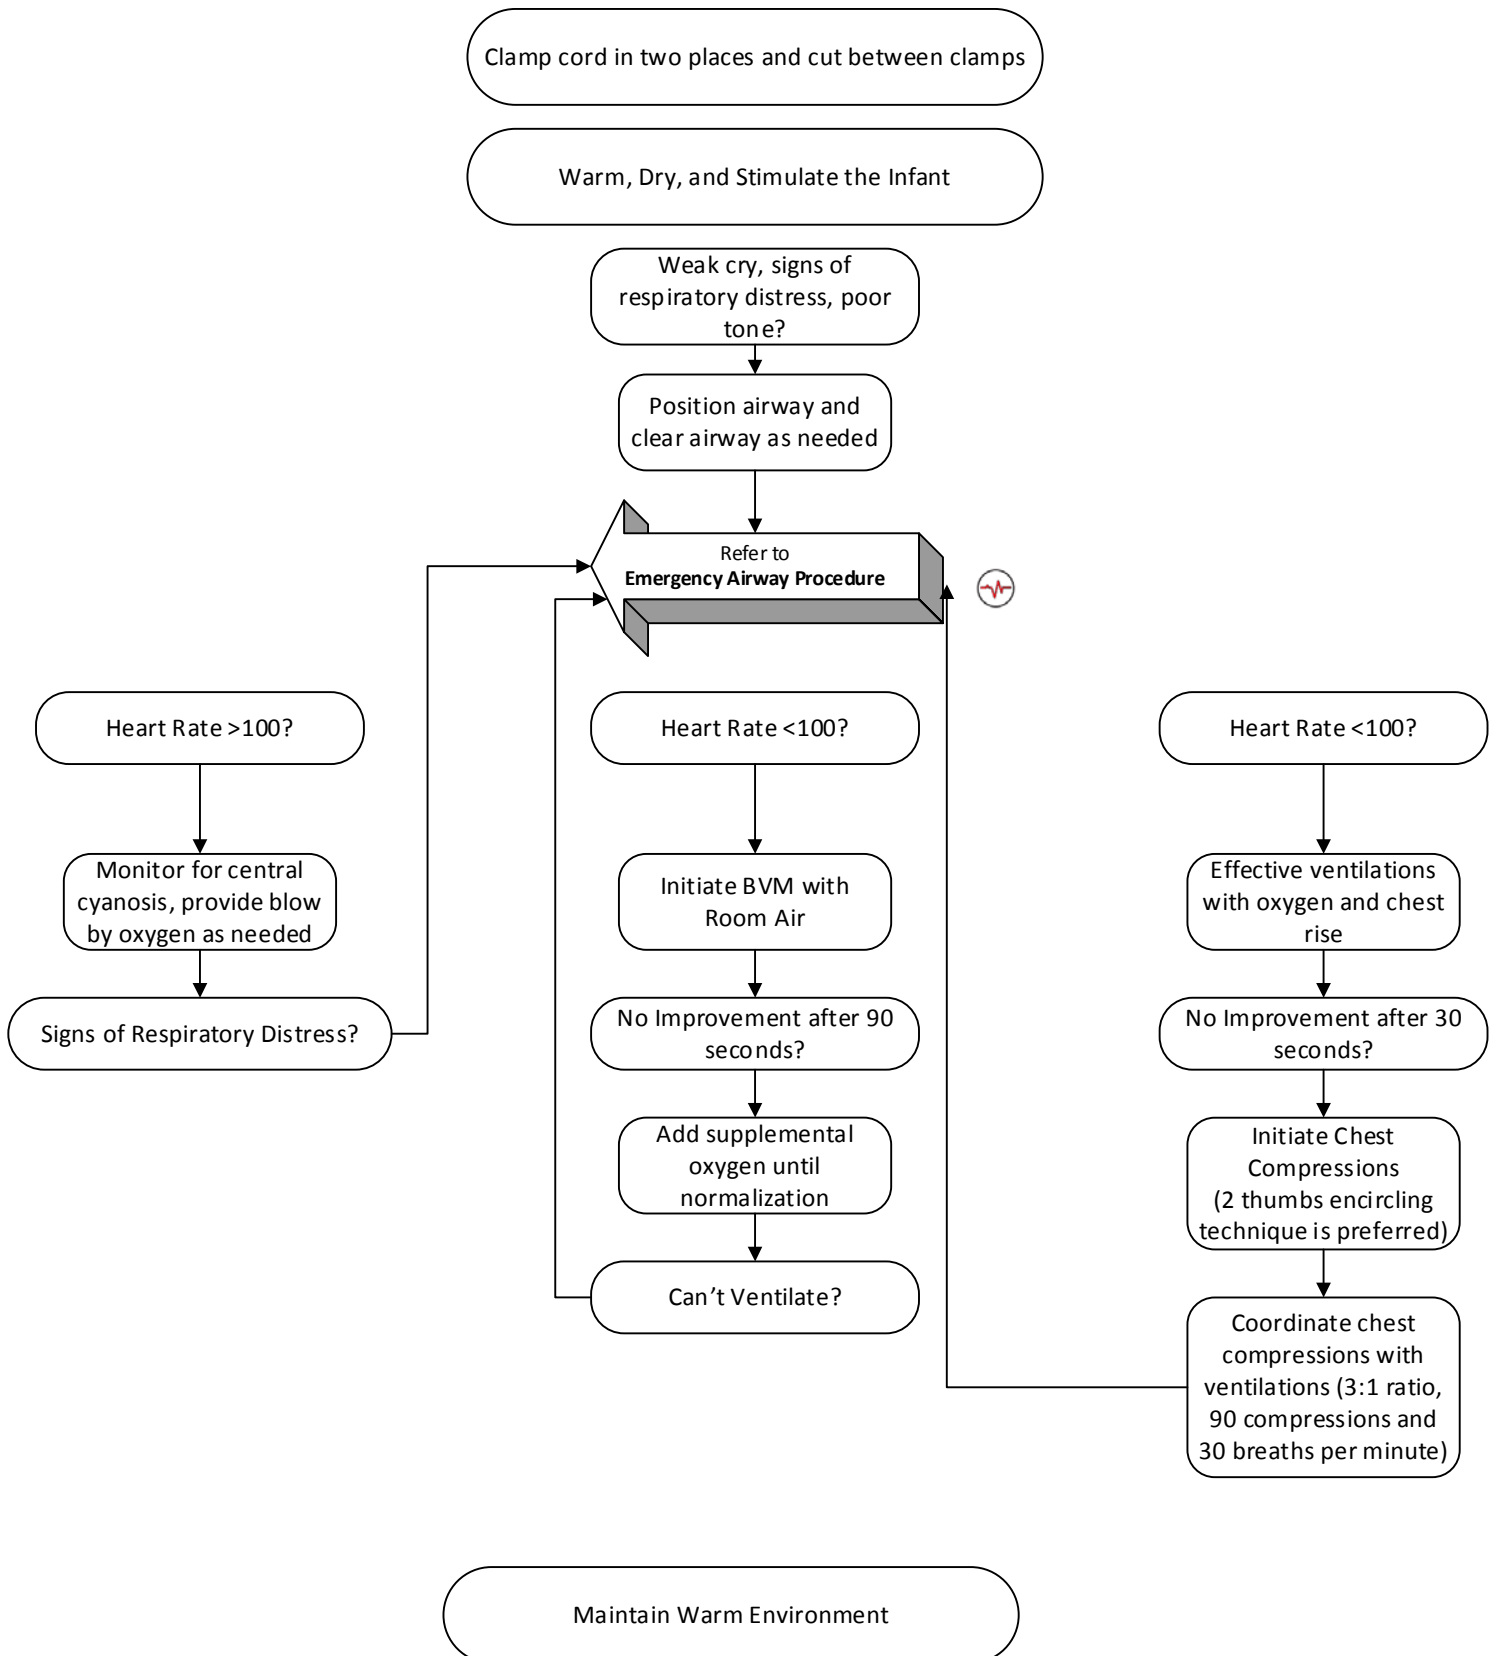 Clamp cord in two places and cut between clamps
Warm, Dry, and Stimulate the Infant
Weak cry, signs of
respiratory distress, poor
tone?
Position airway and
clear airway as needed
Refer to
Emergency Airway Procedure
Heart Rate >100?
Monitor for central
cyanosis, provide blow
by oxygen as needed
Signs of Respiratory Distress?
Heart Rate <100?
Initiate BVM with
Room Air
No Improvement after 90
seconds?
Add supplemental
oxygen until
normalization
Can't Ventilate?
Heart Rate <100?
Effective ventilations
with oxygen and chest
rise
No Improvement after 30
seconds?
Initiate Chest
Compressions
(2 thumbs encircling
technique is preferred)
Coordinate chest
compressions with
ventilations (3:1 ratio,
90 compressions and
30 breaths per minute)
Maintain Warm Environment